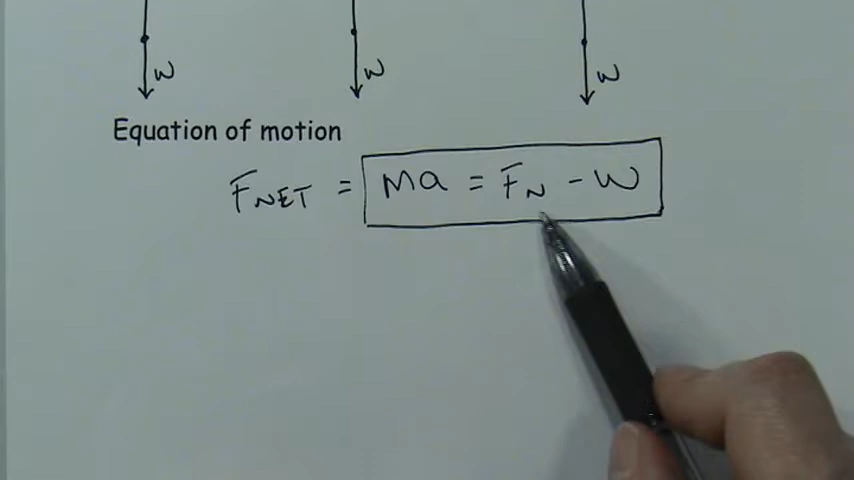 W W W
Equation of motion
FNET = ma = FN - W